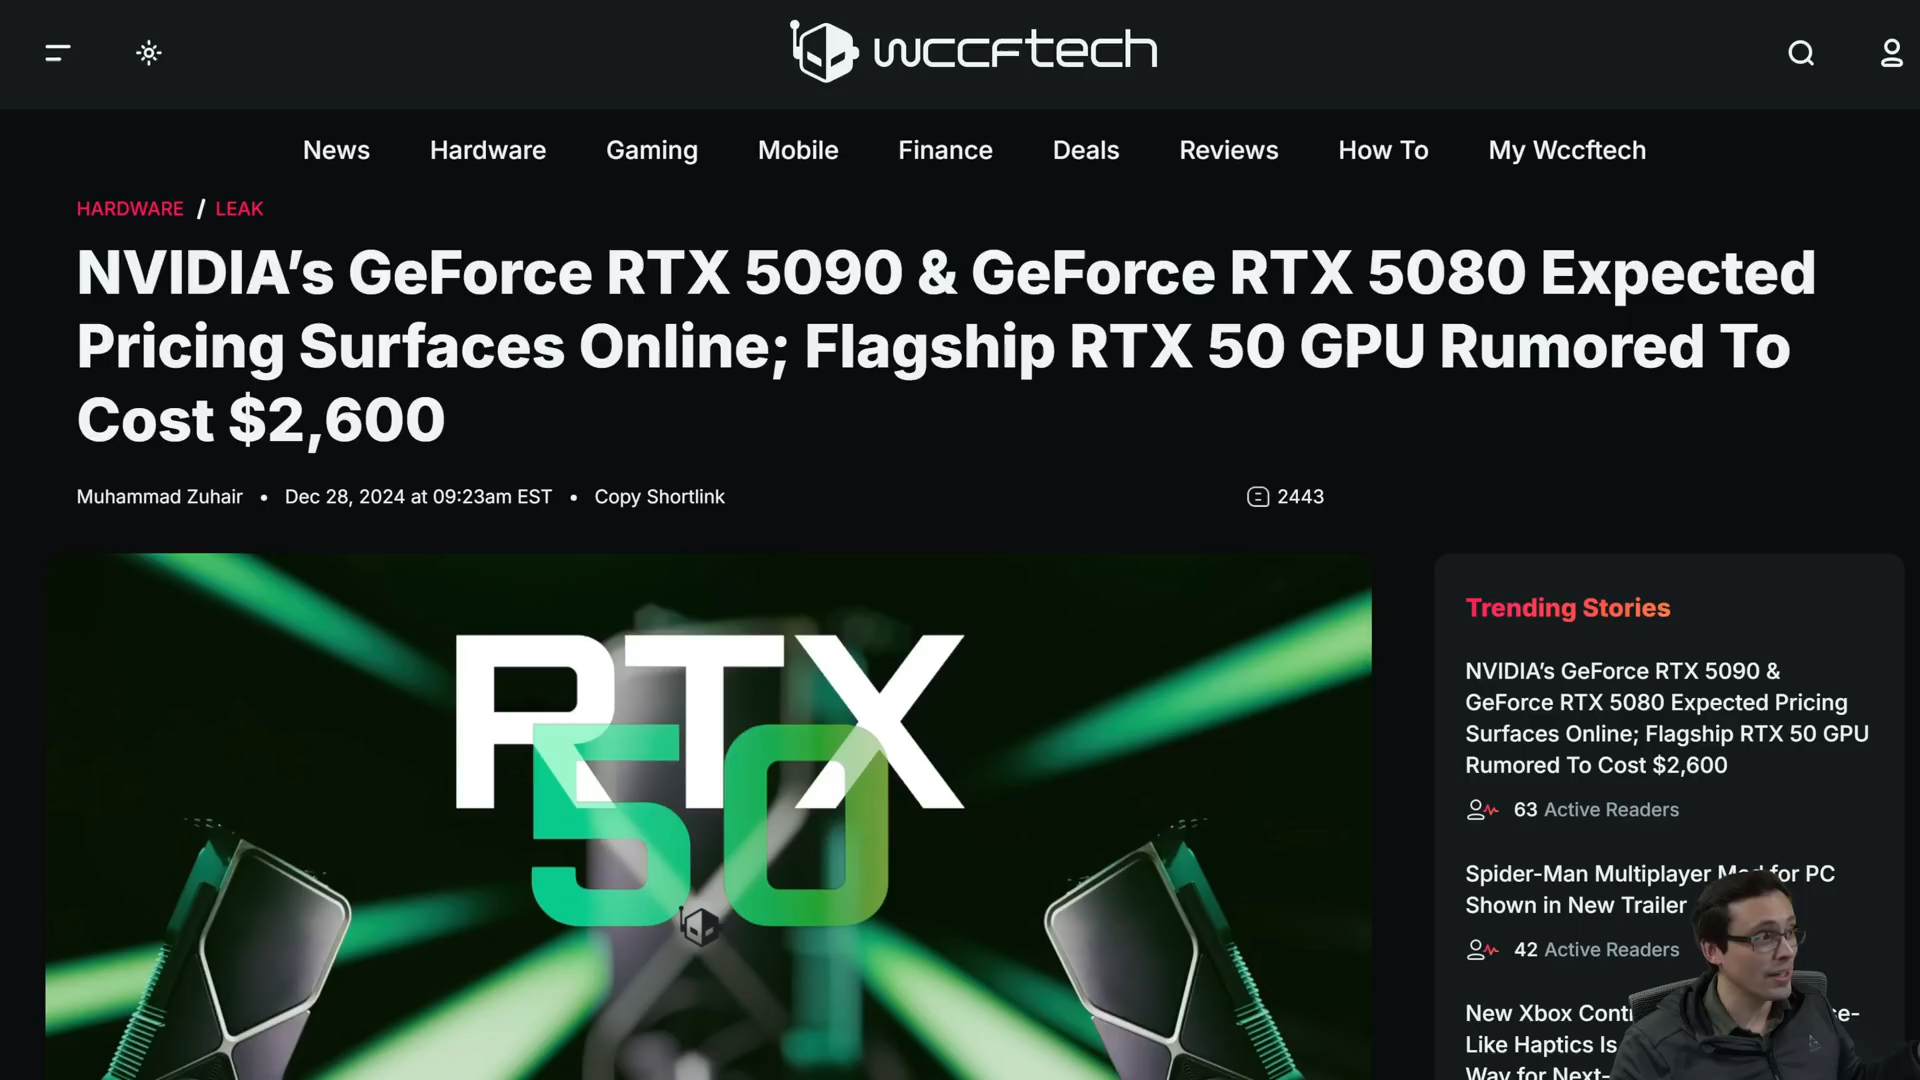 wccftech
News Hardware Gaming Mobile Finance Deals Reviews How To My Wccftech
HARDWARE / LEAK
NVIDIA’s GeForce RTX 5090 & GeForce RTX 5080 Expected
Pricing Surfaces Online; Flagship RTX 50 GPU Rumored To
Cost $2,600
Muhammad Zuhair • Dec 28, 2024 at 09:23am EST • Copy Shortlink 2443
RTX
50
Trending Stories
NVIDIA’s GeForce RTX 5090 &
GeForce RTX 5080 Expected Pricing
Surfaces Online; Flagship RTX 50 GPU
Rumored To Cost $2,600
63 Active Readers
Spider-Man Multiplayer Mod for PC
Shown in New Trailer
42 Active Readers
New Xbox
Like Haptics Is
Way for Next-